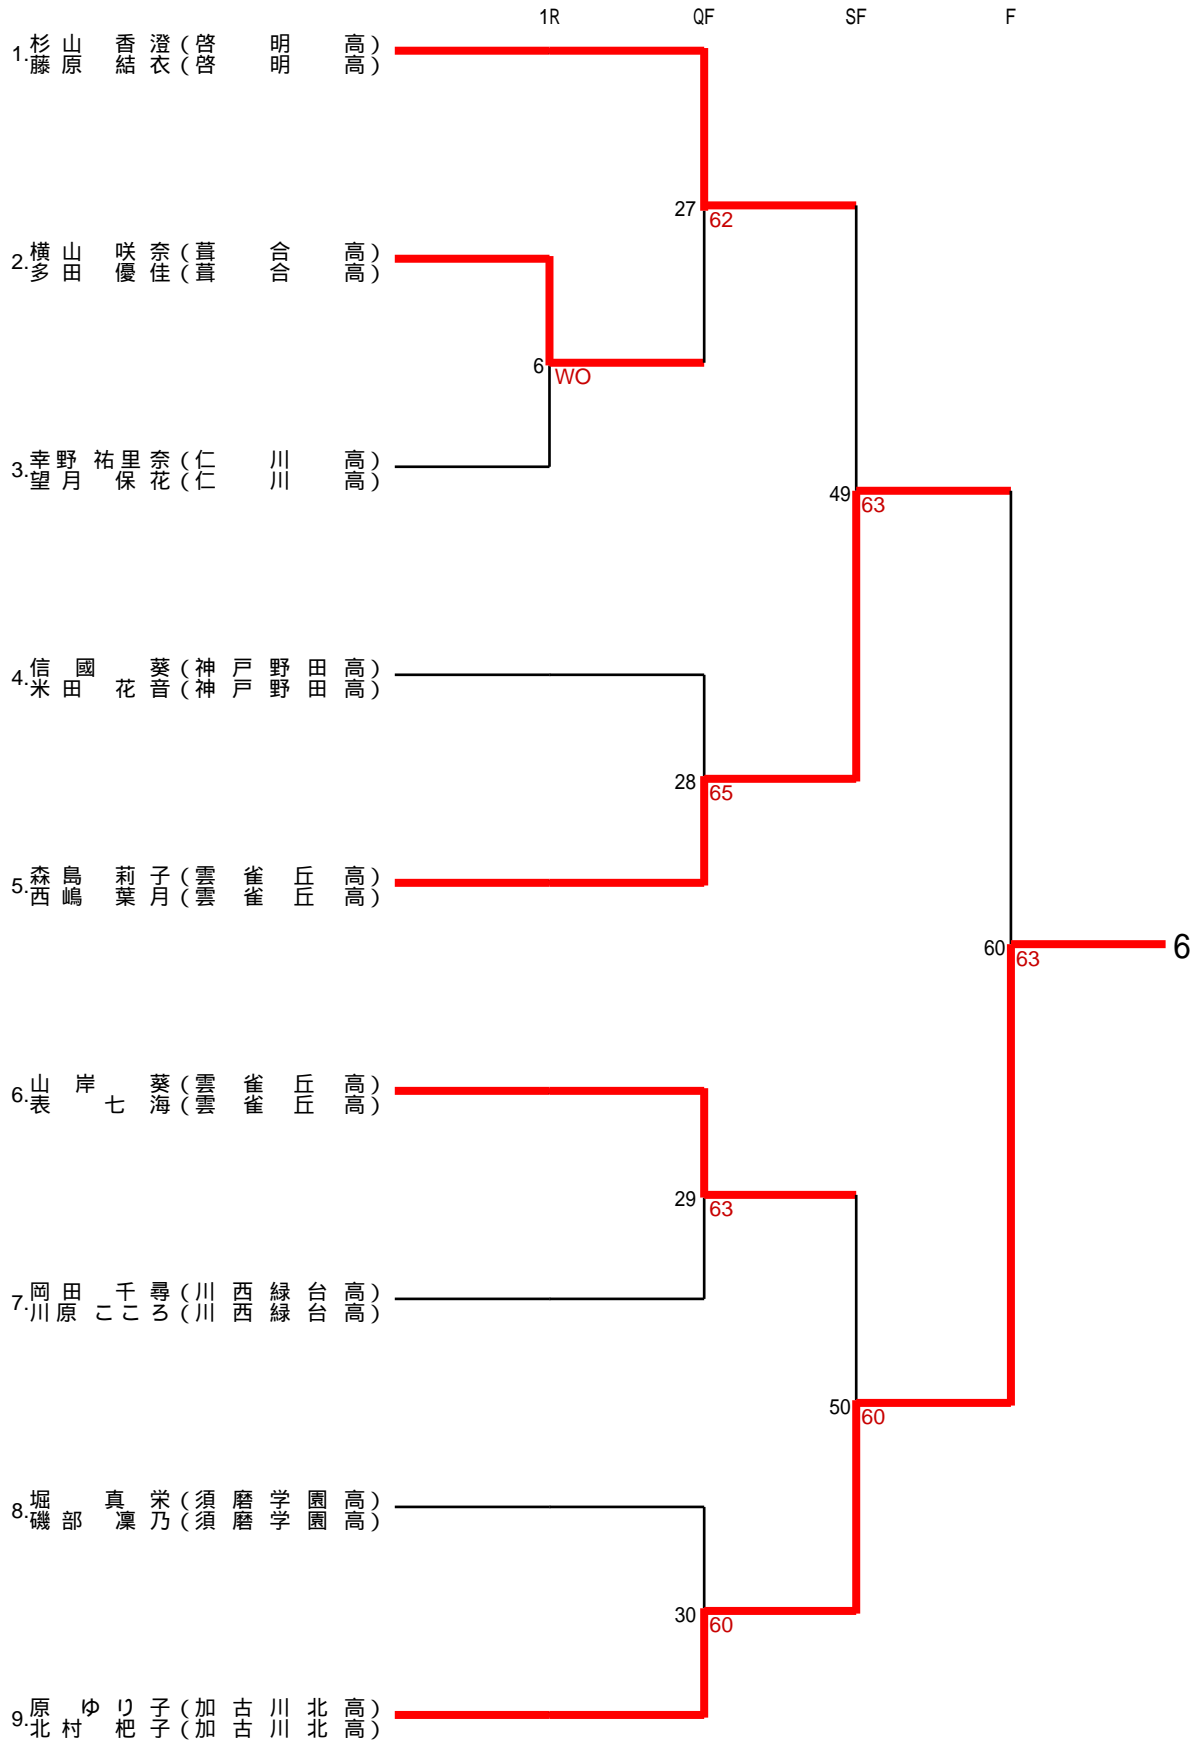 1R QF SF F
1. 杉山 香澄(啓明高)
藤原 結衣(啓明高)
27 62
2. 横山 咲奈(葺合高)
多田 優佳(葺合高)
6 WO
3. 幸野 祐里奈(仁川高)
望月 保花(仁川高)
49 63
4. 信國 葵(神戸野田高)
米田 花音(神戸野田高)
28 65
5. 森島 莉子(雲雀丘高)
西嶋 葉月(雲雀丘高)
60 63 6
6. 山岸 葵(雲雀丘高)
表 七海(雲雀丘高)
29 63
7. 岡田 千尋(川西緑台高)
川原 こころ(川西緑台高)
50 60
8. 堀 真栄(須磨学園高)
磯部 凜乃(須磨学園高)
30 60
9. 原 ゆり子(加古川北高)
北村 杷子(加古川北高)